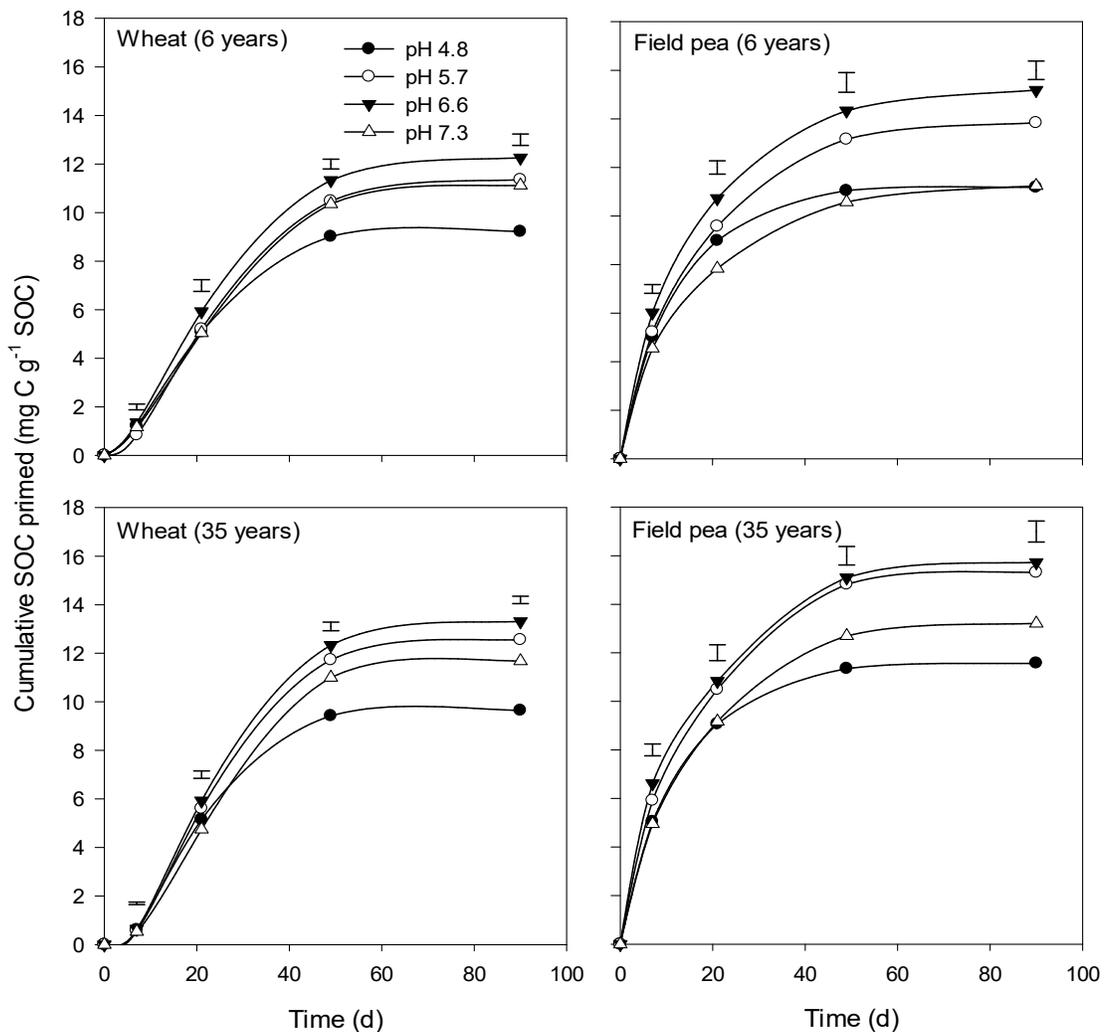 Cumulative SOC primed (mg C g-1 SOC)
Wheat (6 years)
pH 4.8
pH 5.7
pH 6.6
pH 7.3
18
16
14
12
10
8
6
4
2
0
Field pea (6 years)
Wheat (35 years)
18
16
14
12
10
8
6
4
2
0
0 20 40 60 80 100
Time (d)
Field pea (35 years)
0 20 40 60 80 100
Time (d)